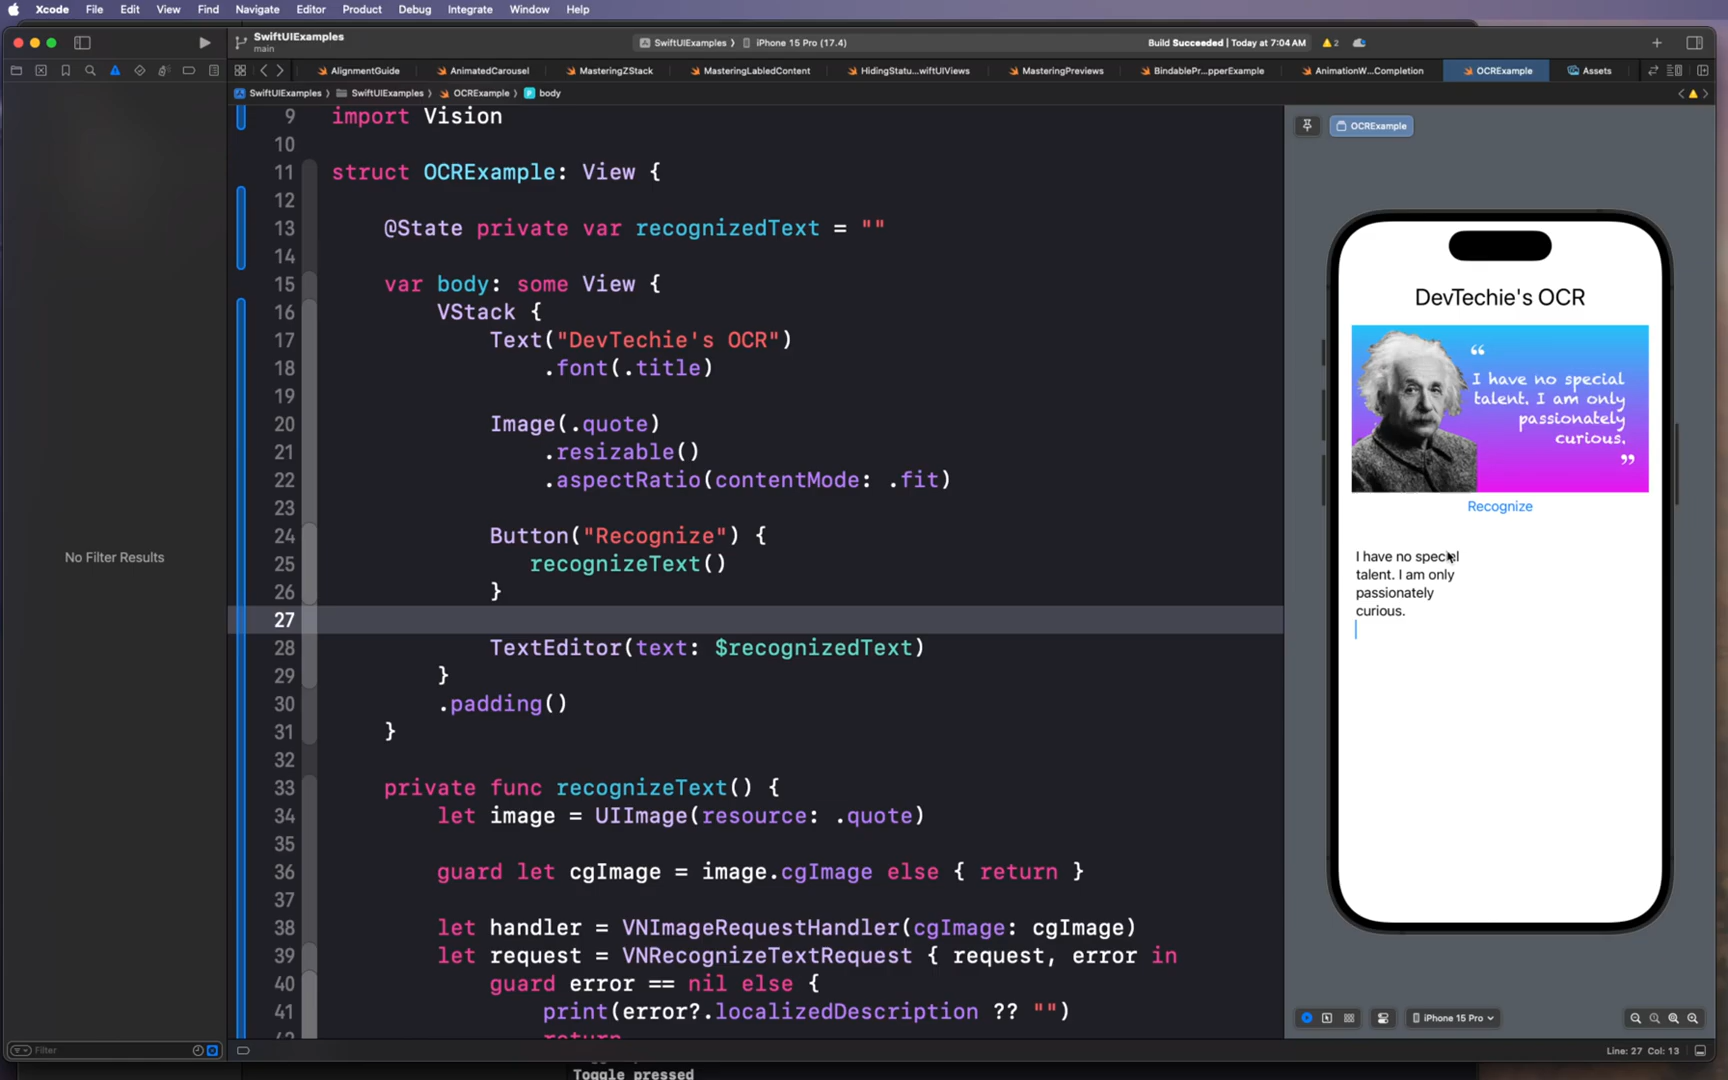 Xcode File Edit View Find Navigate Editor Product Debug Integrate Window Help
SwiftUIExamples
main
SwiftUIExamples iPhone 15 Pro (17.4)
Build Succeeded | Today at 7:04 AM 2
AlignmentGuide AnimatedCarousel MasteringZStack MasteringLabledContent HidingStatu...wiftUIViews MasteringPreviews BindablePr...pperExample AnimationW...Completion OCRExample Assets
SwiftUIExamples SwiftUIExamples OCRExample body
No Filter Results
Filter
9 import Vision
10
11 struct OCRExample: View {
12
13 @State private var recognizedText = ""
14
15 var body: some View {
16 VStack {
17 Text("DevTechie's OCR")
18 .font(.title)
19
20 Image(.quote)
21 .resizable()
22 .aspectRatio(contentMode: .fit)
23
24 Button("Recognize") {
25 recognizeText()
26 }
27
28 TextEditor(text: $recognizedText)
29 }
30 .padding()
31 }
32
33 private func recognizeText() {
34 let image = UIImage(resource: .quote)
35
36 guard let cgImage = image.cgImage else { return }
37
38 let handler = VNImageRequestHandler(cgImage: cgImage)
39 let request = VNRecognizeTextRequest { request, error in
40 guard error == nil else {
41 print(error?.localizedDescription ?? "")
return
OCRExample
DevTechie's OCR
“
I have no special
talent. I am only
passionately
curious.
”
Recognize
I have no special
talent. I am only
passionately
curious.
iPhone 15 Pro
Line: 27 Col: 13
Toggle pressed